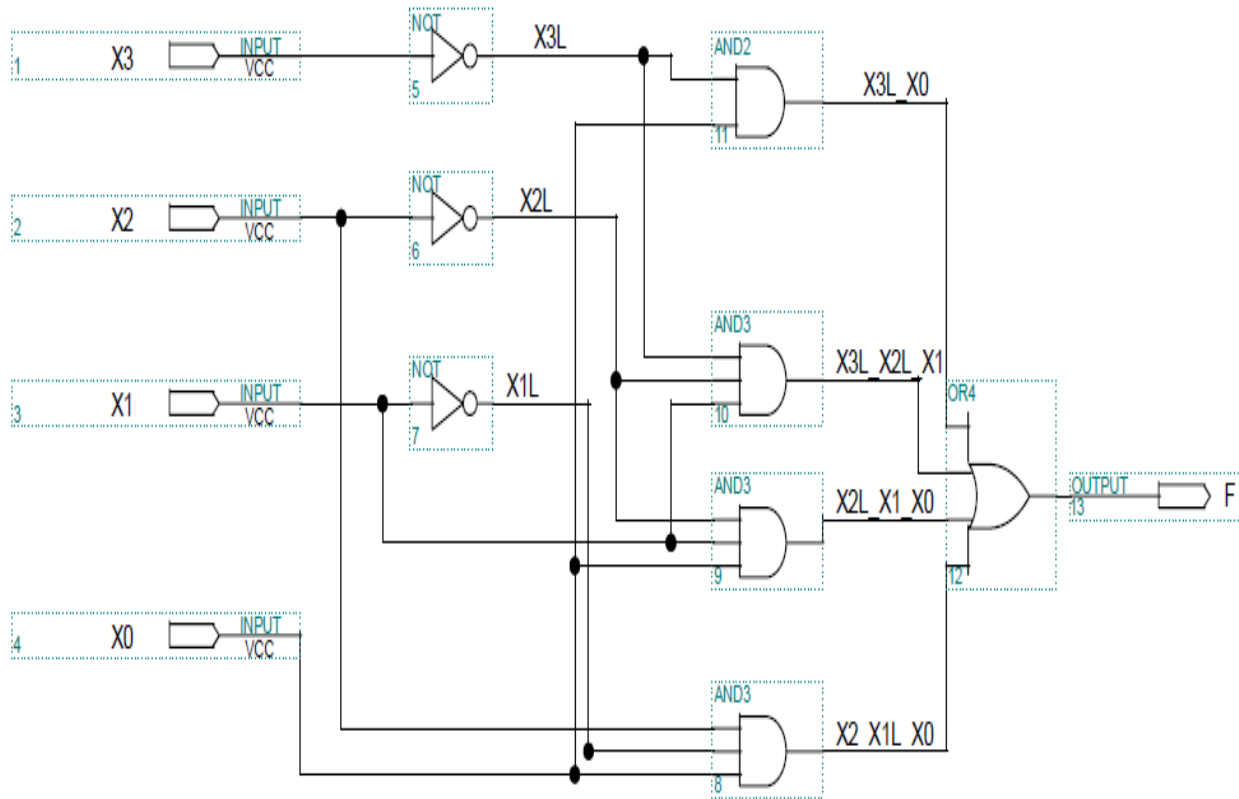 NOT
X3L
AND2
1
X3
INPUT
VCC
5
X3L_X0
11
NOT
X2L
2
X2
INPUT
VCC
6
AND3
X3L_X2L_X1
NOT
X1L
OR4
3
X1
INPUT
VCC
7
10
AND3
X2L_X1_X0
OUTPUT
13
F
9
12
4
X0
INPUT
VCC
AND3
X2_X1L_X0
8